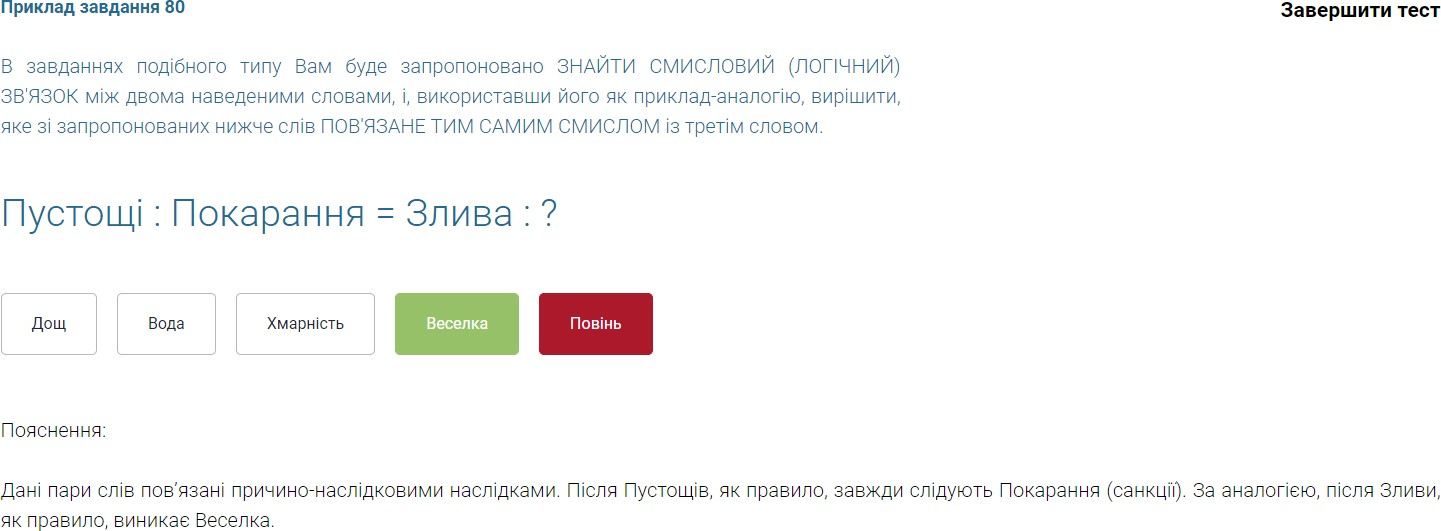 Приклад завдання 80
Завершити тест
В завданнях подібного типу Вам буде запропоновано ЗНАЙТИ СМИСЛОВИЙ (ЛОГІЧНИЙ)
ЗВ'ЯЗОК між двома наведеними словами, і, використавши його як приклад-аналогію, вирішити,
яке зі запропонованих нижче слів ПОВ'ЯЗАНЕ ТИМ САМИМ СМИСЛОМ із третім словом.
Пустощі : Покарання = Злива : ?
Дощ Вода Хмарність Веселка Повінь
Пояснення:
Дані пари слів пов’язані причино-наслідковими наслідками. Після Пустощів, як правило, завжди слідують Покарання (санкції). За аналогією, після Зливи,
як правило, виникає Веселка.